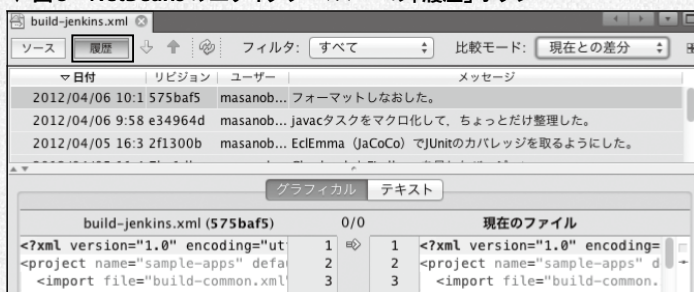 build-jenkins.xml
ソース 履歴 フィルタ: すべて 比較モード: 現在との差分
日付 リビジョン ユーザー メッセージ
2012/04/06 10:1 575baf5 masanob... フォーマットしなおした。
2012/04/06 9:58 e34964d masanob... javacタスクをマクロ化して、ちょっとだけ整理した。
2012/04/05 16:3 2f1300b masanob... EclEmma（JaCoCo）でJUnitのカバレッジを取るようにした。
グラフィカル テキスト
build-jenkins.xml (575baf5) 0/0 現在のファイル
<?xml version="1.0" encoding="ut 1 1 <?xml version="1.0" encoding=
<project name="sample-apps" defa 2 2 <project name="sample-apps" d
<import file="build-common.xml" 3 3 <import file="build-common.